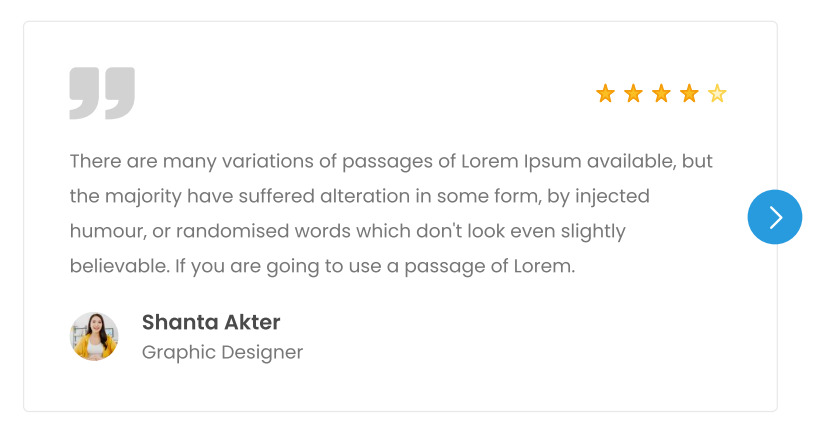 There are many variations of passages of Lorem Ipsum available, but
the majority have suffered alteration in some form, by injected
humour, or randomised words which don't look even slightly
believable. If you are going to use a passage of Lorem.
Shanta Akter
Graphic Designer